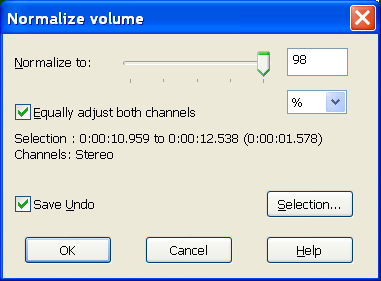 Normalize volume
Normalize to:
98
%
Equally adjust both channels
Selection : 0:00:10.959 to 0:00:12.538 (0:00:01.578)
Channels: Stereo
Save Undo
Selection...
OK
Cancel
Help